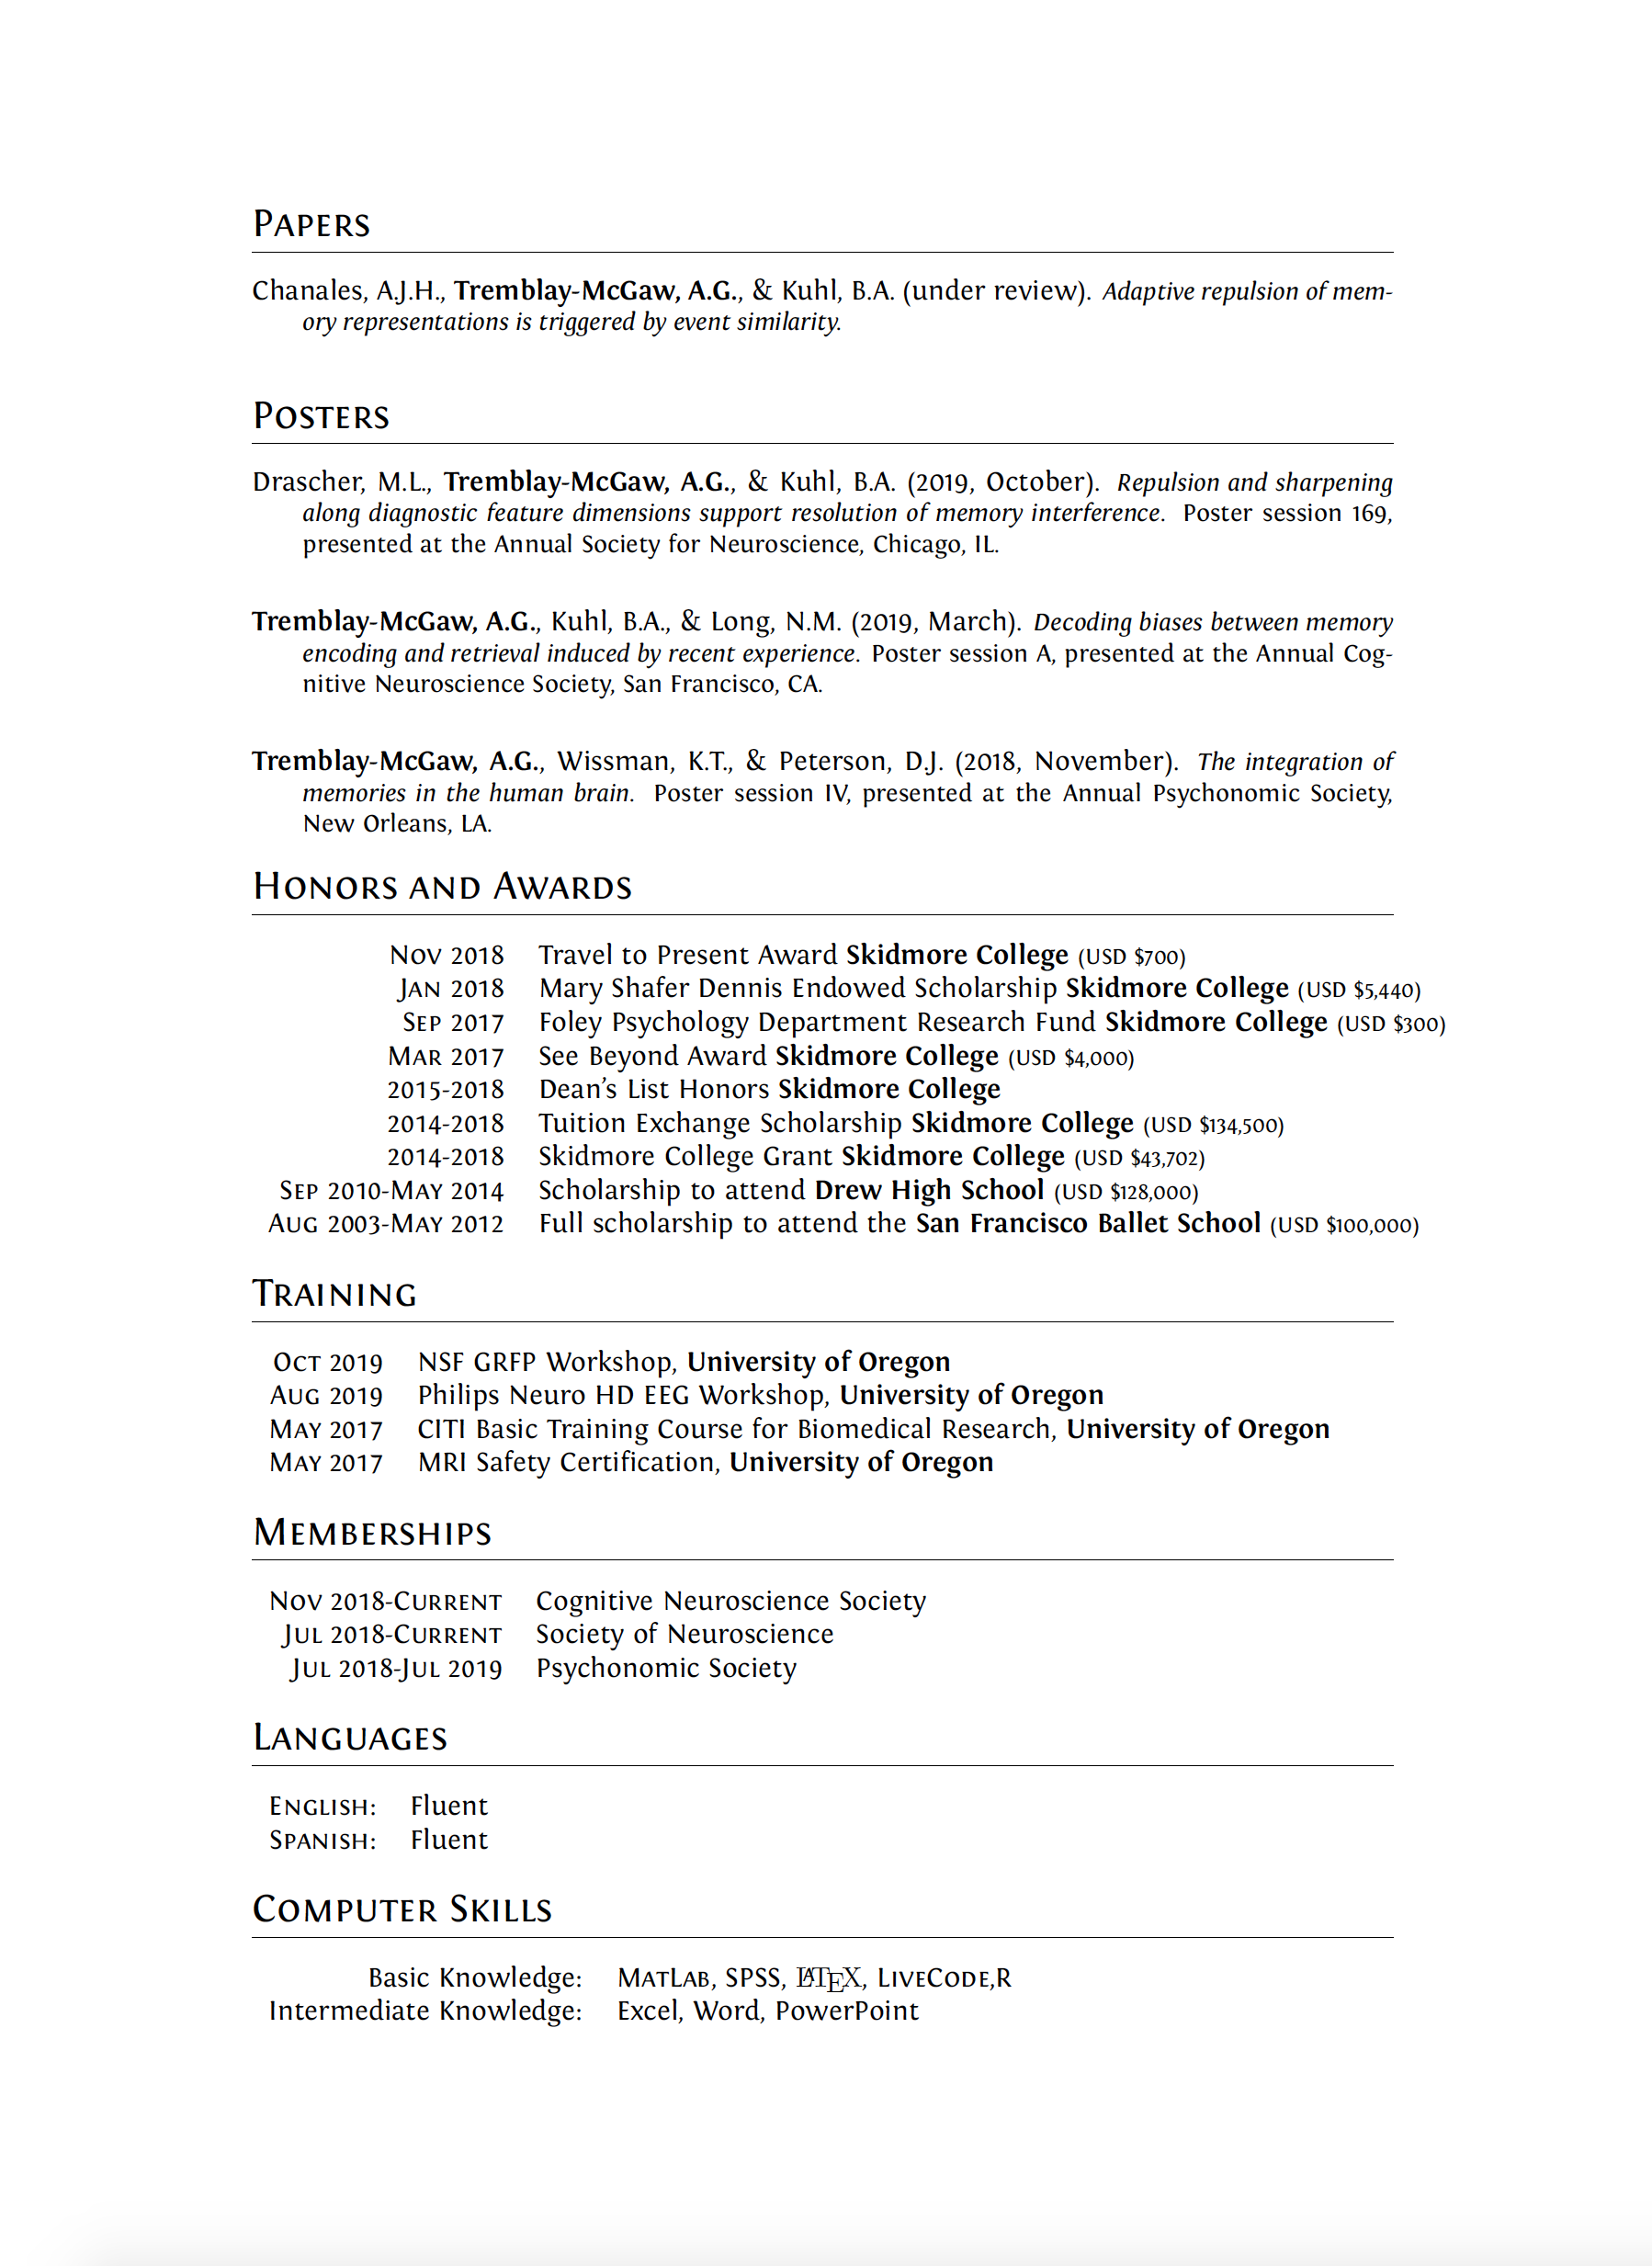 Papers
Chanales, A.J.H., Tremblay-McGaw, A.G., & Kuhl, B.A. (under review). Adaptive repulsion of mem-
ory representations is triggered by event similarity.
Posters
Drascher, M.L., Tremblay-McGaw, A.G., & Kuhl, B.A. (2019, October). Repulsion and sharpening
along diagnostic feature dimensions support resolution of memory interference. Poster session 169,
presented at the Annual Society for Neuroscience, Chicago, IL.
Tremblay-McGaw, A.G., Kuhl, B.A., & Long, N.M. (2019, March). Decoding biases between memory
encoding and retrieval induced by recent experience. Poster session A, presented at the Annual Cog-
nitive Neuroscience Society, San Francisco, CA.
Tremblay-McGaw, A.G., Wissman, K.T., & Peterson, D.J. (2018, November). The integration of
memories in the human brain. Poster session IV, presented at the Annual Psychonomic Society,
New Orleans, LA.
Honors and Awards
Nov 2018 Travel to Present Award Skidmore College (USD $700)
Jan 2018 Mary Shafer Dennis Endowed Scholarship Skidmore College (USD $5,440)
Sep 2017 Foley Psychology Department Research Fund Skidmore College (USD $300)
Mar 2017 See Beyond Award Skidmore College (USD $4,000)
2015-2018 Dean's List Honors Skidmore College
2014-2018 Tuition Exchange Scholarship Skidmore College (USD $134,500)
2014-2018 Skidmore College Grant Skidmore College (USD $43,702)
Sep 2010-May 2014 Scholarship to attend Drew High School (USD $128,000)
Aug 2003-May 2012 Full scholarship to attend the San Francisco Ballet School (USD $100,000)
Training
Oct 2019 NSF GRFP Workshop, University of Oregon
Aug 2019 Philips Neuro HD EEG Workshop, University of Oregon
May 2017 CITI Basic Training Course for Biomedical Research, University of Oregon
May 2017 MRI Safety Certification, University of Oregon
Memberships
Nov 2018-Current Cognitive Neuroscience Society
Jul 2018-Current Society of Neuroscience
Jul 2018-Jul 2019 Psychonomic Society
Languages
English: Fluent
Spanish: Fluent
Computer Skills
Basic Knowledge: MatLab, SPSS, LATEX, LiveCode,R
Intermediate Knowledge: Excel, Word, PowerPoint